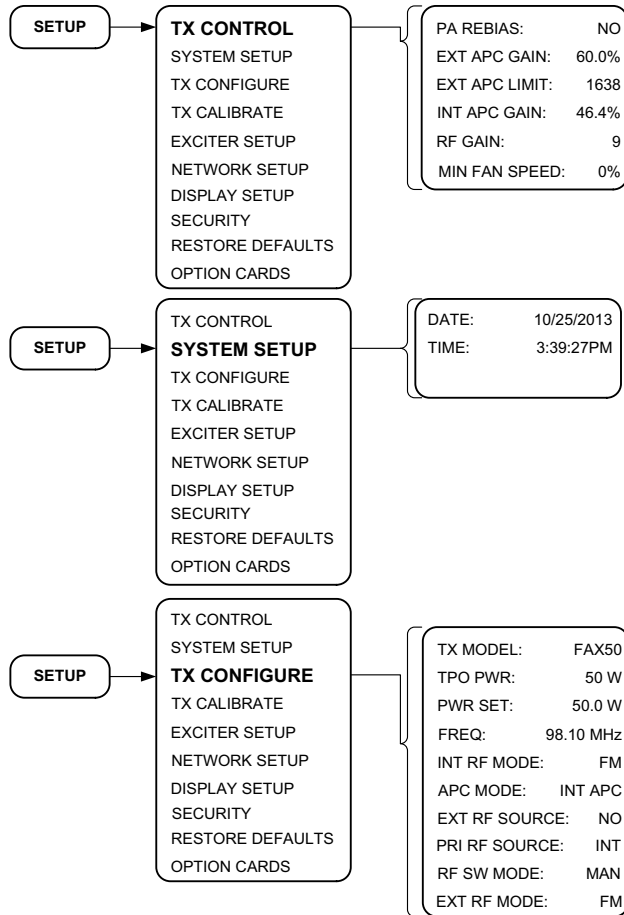 SETUP
TX CONTROL
SYSTEM SETUP
TX CONFIGURE
TX CALIBRATE
EXCITER SETUP
NETWORK SETUP
DISPLAY SETUP
SECURITY
RESTORE DEFAULTS
OPTION CARDS
PA REBIAS: NO
EXT APC GAIN: 60.0%
EXT APC LIMIT: 1638
INT APC GAIN: 46.4%
RF GAIN: 9
MIN FAN SPEED: 0%
SETUP
TX CONTROL
SYSTEM SETUP
TX CONFIGURE
TX CALIBRATE
EXCITER SETUP
NETWORK SETUP
DISPLAY SETUP
SECURITY
RESTORE DEFAULTS
OPTION CARDS
DATE: 10/25/2013
TIME: 3:39:27PM
SETUP
TX CONTROL
SYSTEM SETUP
TX CONFIGURE
TX CALIBRATE
EXCITER SETUP
NETWORK SETUP
DISPLAY SETUP
SECURITY
RESTORE DEFAULTS
OPTION CARDS
TX MODEL: FAX50
TPO PWR: 50 W
PWR SET: 50.0 W
FREQ: 98.10 MHz
INT RF MODE: FM
APC MODE: INT APC
EXT RF SOURCE: NO
PRI RF SOURCE: INT
RF SW MODE: MAN
EXT RF MODE: FM